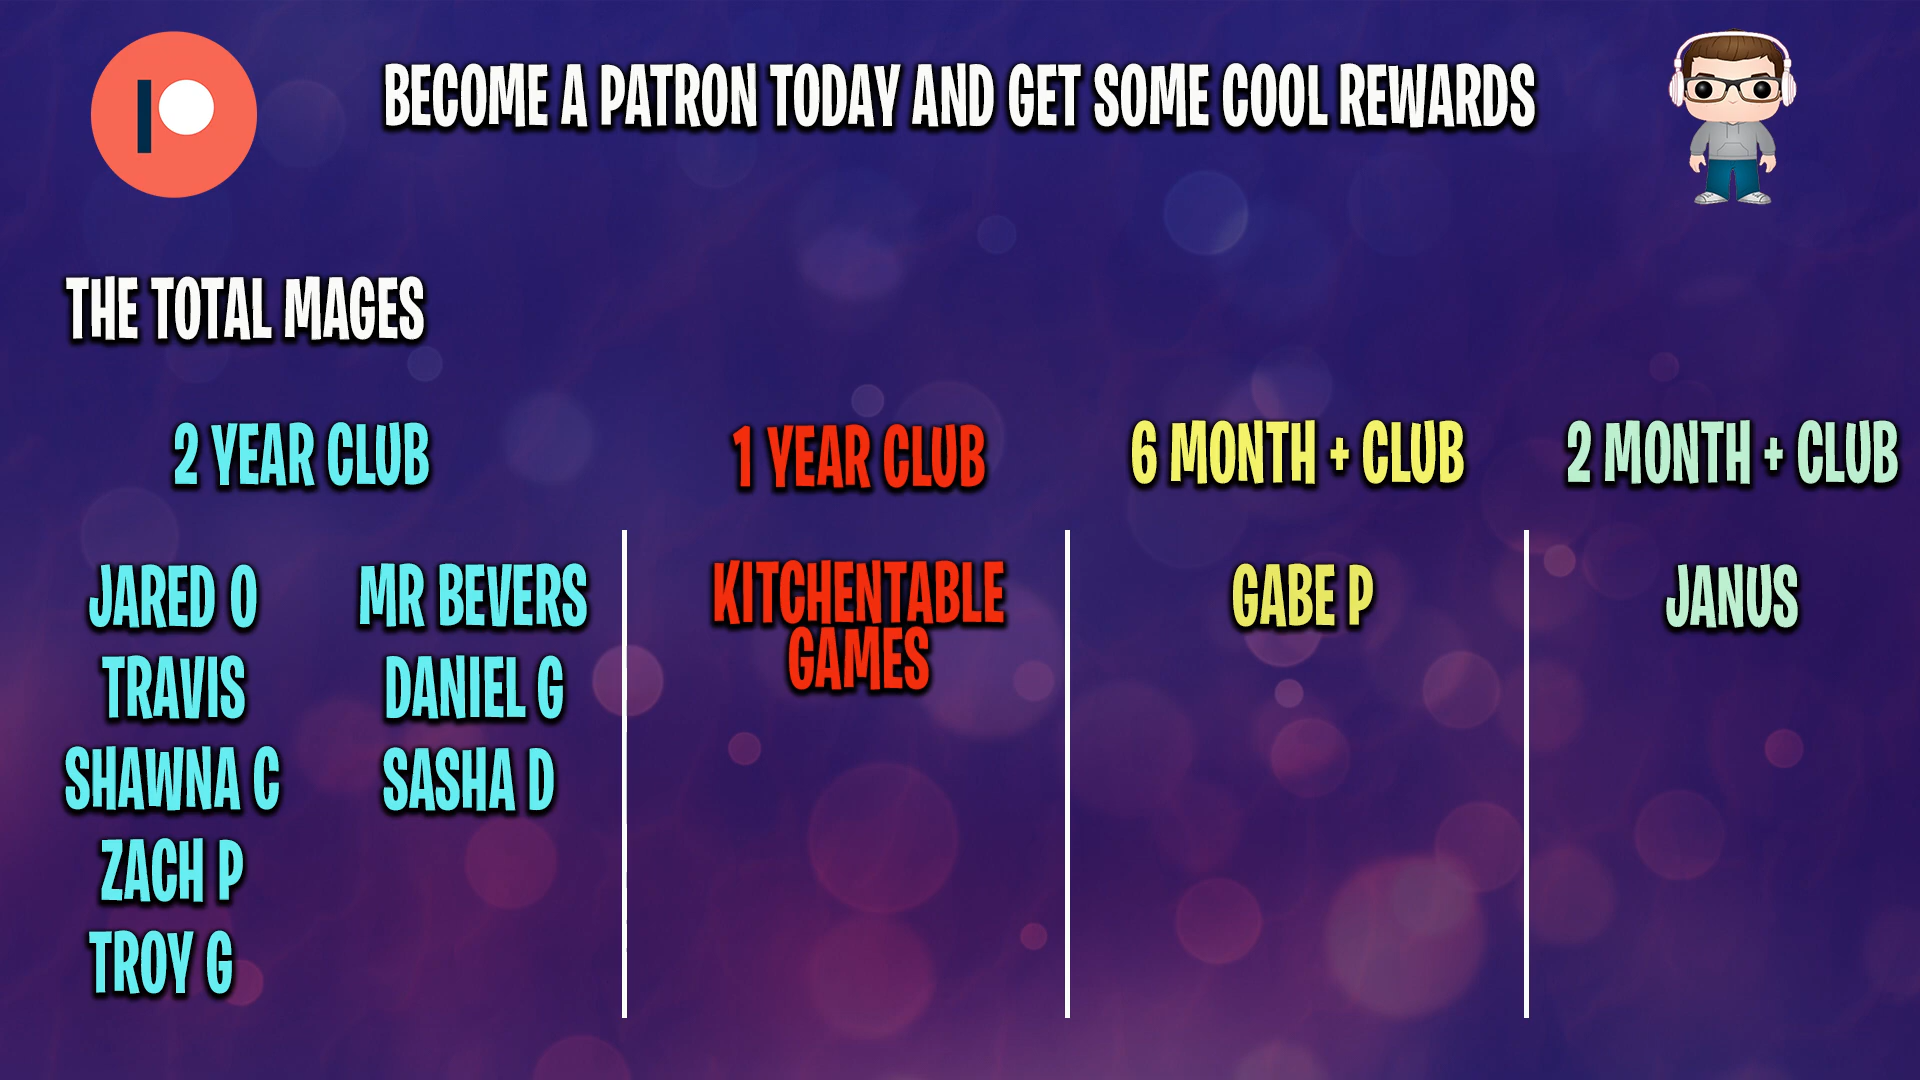 BECOME A PATRON TODAY AND GET SOME COOL REWARDS
THE TOTAL MAGES
2 YEAR CLUB
JARED O
TRAVIS
SHAWNA C
ZACH P
TROY G
MR BEVERS
DANIEL G
SASHA D
1 YEAR CLUB
KITCHENTABLE
GAMES
6 MONTH + CLUB
GABE P
2 MONTH + CLUB
JANUS